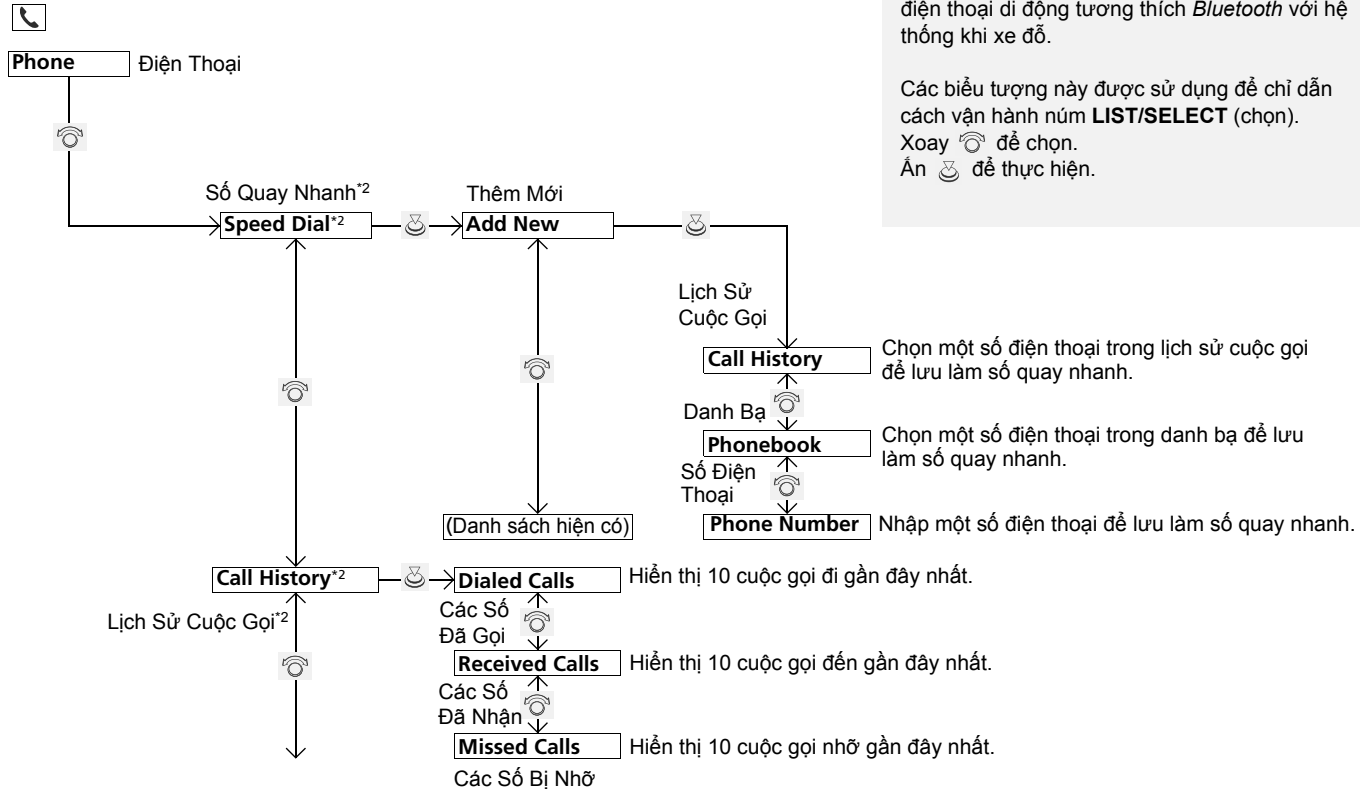 điện thoại di động tương thích Bluetooth với hệ
thống khi xe đỗ.
Các biểu tượng này được sử dụng để chỉ dẫn
cách vận hành núm LIST/SELECT (chọn).
Xoay để chọn.
Ấn để thực hiện.
Phone Điện Thoại
Số Quay Nhanh*2
Speed Dial*2
Thêm Mới
Add New
Lịch Sử
Cuộc Gọi
Call History
Chọn một số điện thoại trong lịch sử cuộc gọi
để lưu làm số quay nhanh.
Danh Bạ
Phonebook
Chọn một số điện thoại trong danh bạ để lưu
làm số quay nhanh.
Số Điện
Thoại
Phone Number
Nhập một số điện thoại để lưu làm số quay nhanh.
(Danh sách hiện có)
Call History*2
Lịch Sử Cuộc Gọi*2
Dialed Calls
Hiển thị 10 cuộc gọi đi gần đây nhất.
Các Số
Đã Gọi
Received Calls
Hiển thị 10 cuộc gọi đến gần đây nhất.
Các Số
Đã Nhận
Missed Calls
Hiển thị 10 cuộc gọi nhỡ gần đây nhất.
Các Số Bị Nhỡ